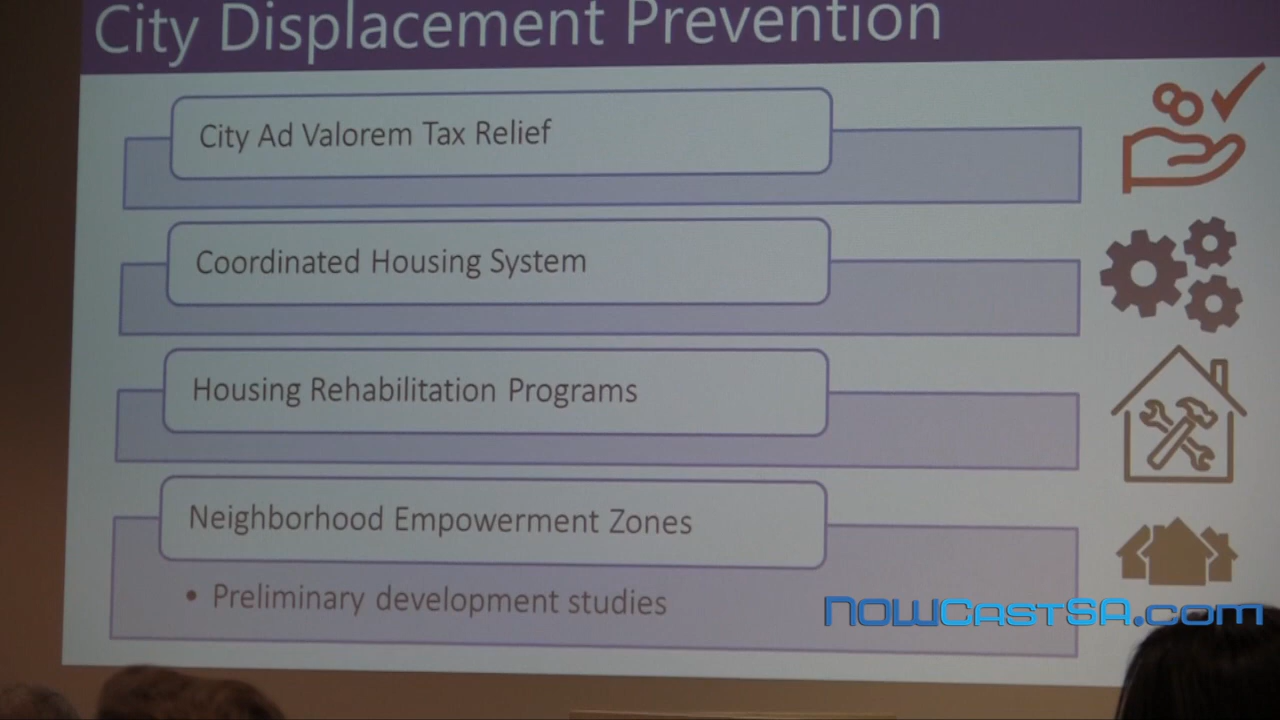 City Displacement Prevention
City Ad Valorem Tax Relief
Coordinated Housing System
Housing Rehabilitation Programs
Neighborhood Empowerment Zones
• Preliminary development studies
NOWCastSA.com